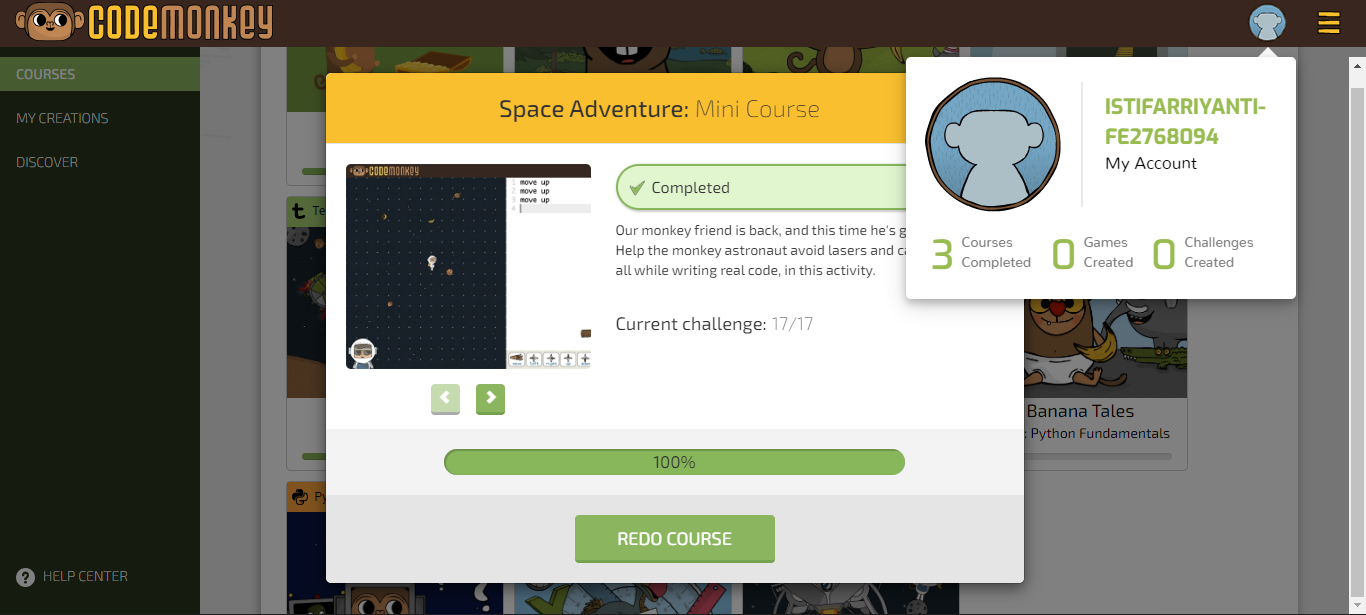 CODEMONKEY
COURSES
MY CREATIONS
DISCOVER
HELP CENTER
Te
Py
Space Adventure: Mini Course
CODEMONKEY
1 move up
2 move up
3 move up
4
Completed
Our monkey friend is back, and this time he's g
Help the monkey astronaut avoid lasers and ca
all while writing real code, in this activity.
Current challenge: 17/17
100%
REDO COURSE
ISTIFARRIYANTI-
FE2768094
My Account
3 Courses
Completed
0 Games
Created
0 Challenges
Created
Banana Tales
: Python Fundamentals